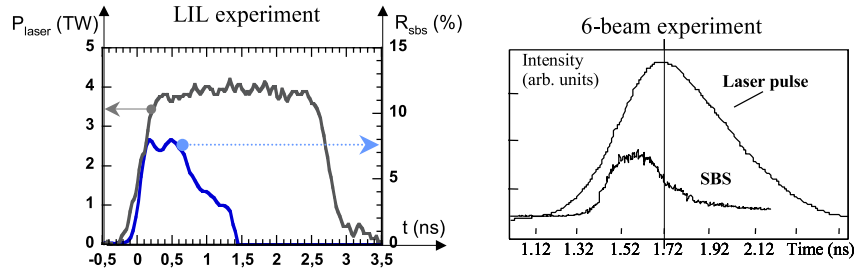 LIL experiment
P laser (TW)
R sbs (%)
5
4
3
2
1
0
15
10
5
0
t (ns)
-0,5 0 0,5 1 1,5 2 2,5 3 3,5
6-beam experiment
Intensity
(arb. units)
Laser pulse
SBS
1.12 1.32 1.52 1.72 1.92 2.12 Time (ns)